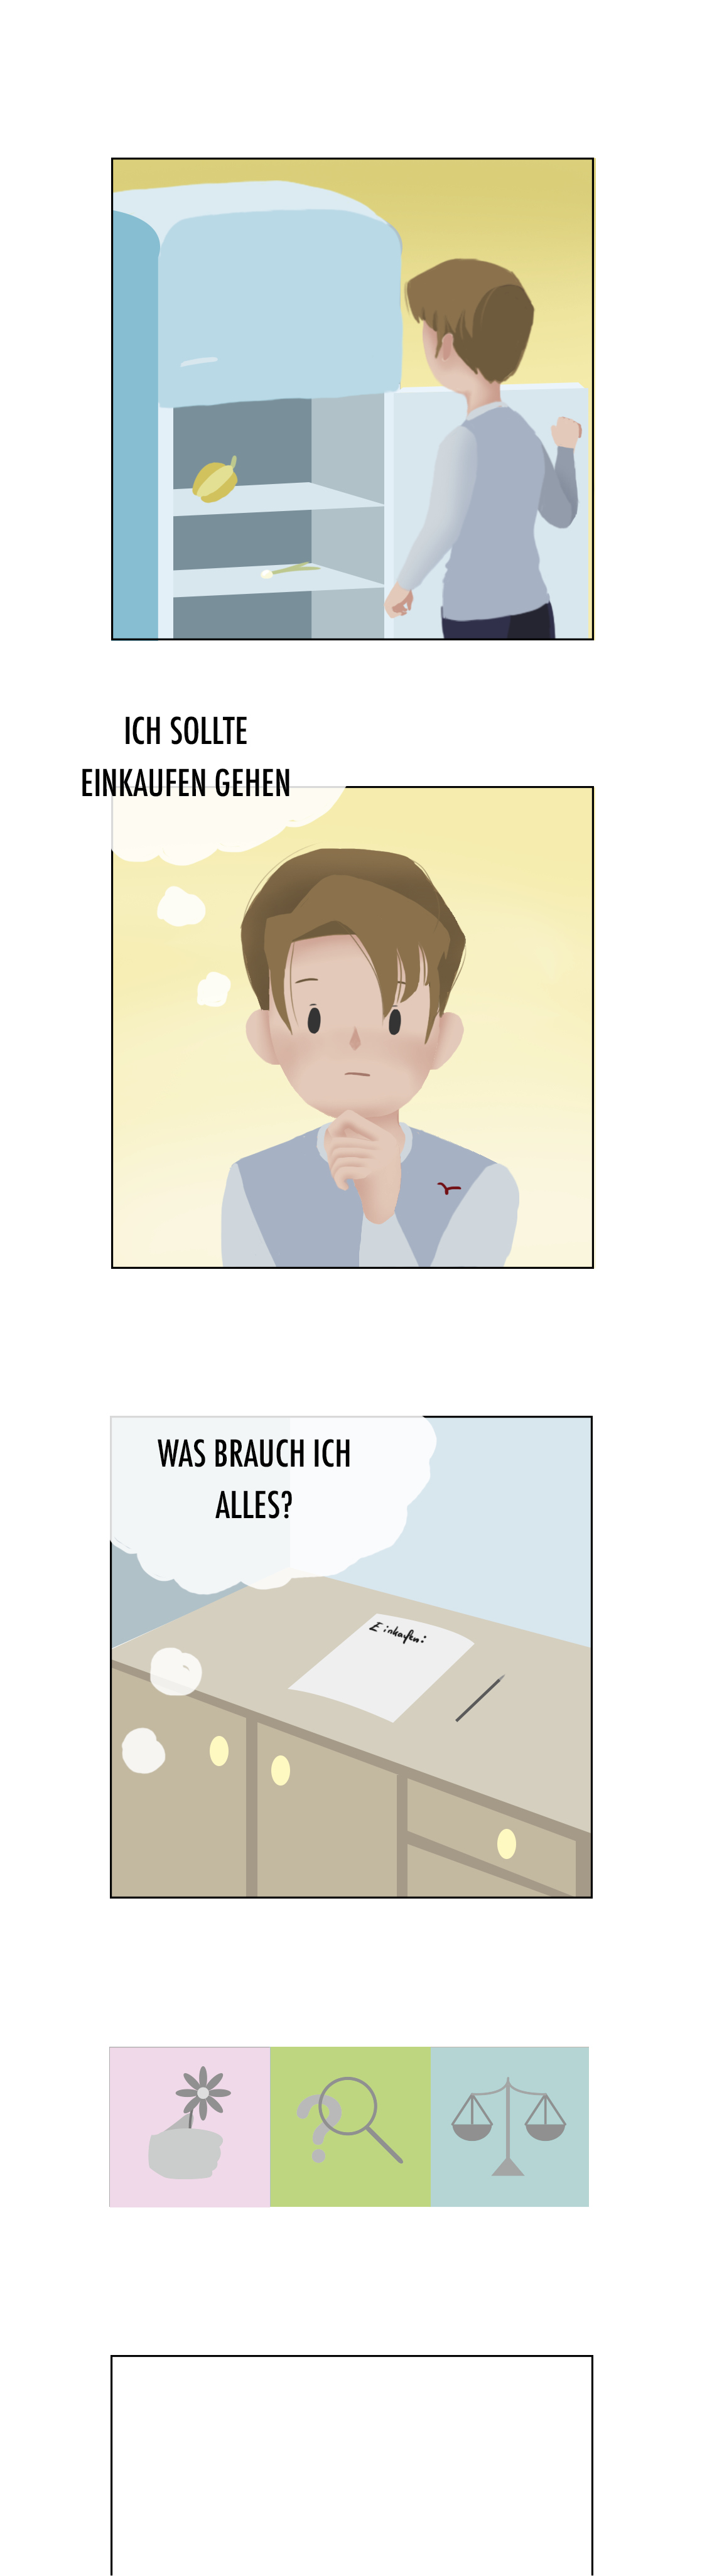 ICH SOLLTE
EINKAUFEN GEHEN
WAS BRAUCH ICH
ALLES?
Einkaufen:
?